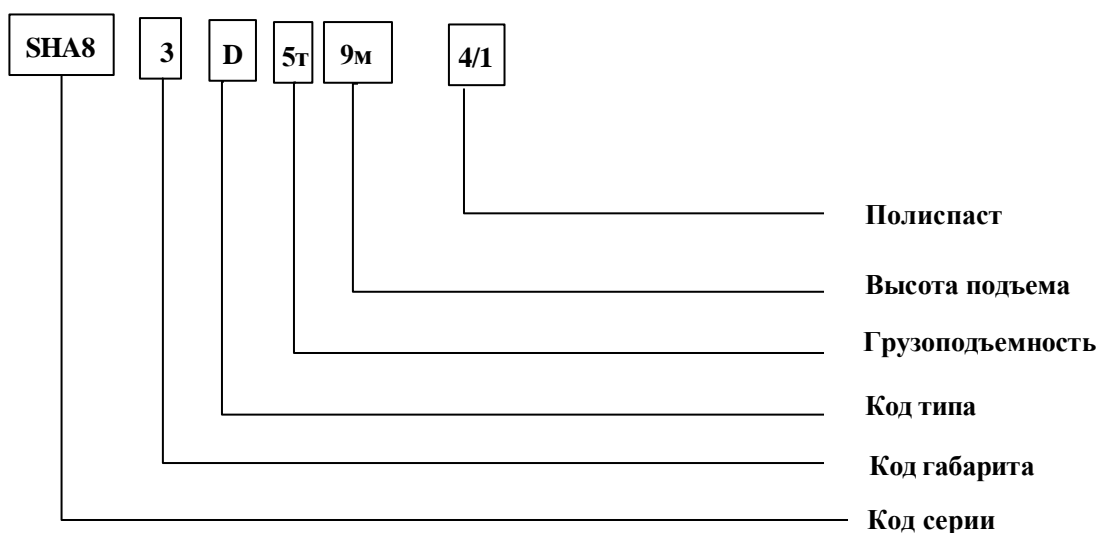 SHA8 3 D 5т 9м 4/1
Полиспаст
Высота подъема
Грузоподъемность
Код типа
Код габарита
Код серии